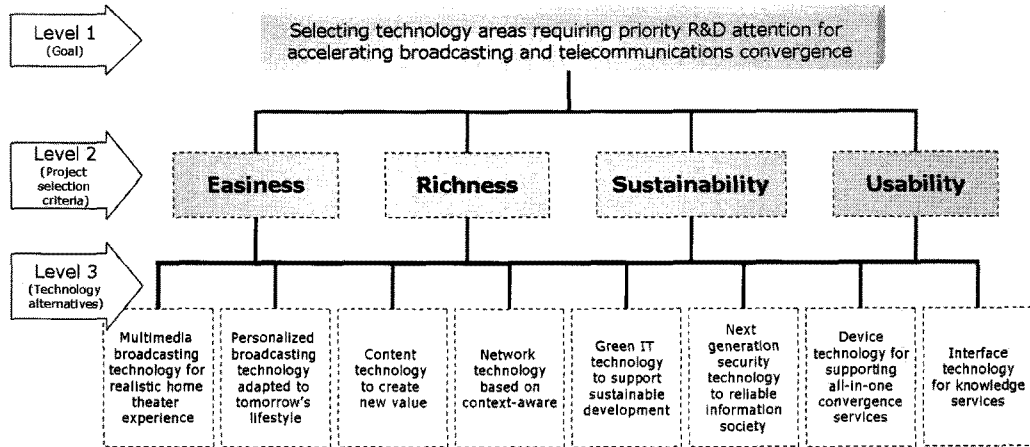 Level 1
(Goal)
Selecting technology areas requiring priority R&D attention for
accelerating broadcasting and telecommunications convergence
Level 2
(Project
selection
criteria)
Easiness
Richness
Sustainability
Usability
Level 3
(Technology
alternatives)
Multimedia
broadcasting
technology for
realistic home
theater
experience
Personalized
broadcasting
technology
adapted to
tomorrow's
lifestyle
Content
technology
to create
new value
Network
technology
based on
context-aware
Green IT
technology
to support
sustainable
development
Next
generation
security
technology
to reliable
information
society
Device
technology for
supporting
all-in-one
convergence
services
Interface
technology
for knowledge
services